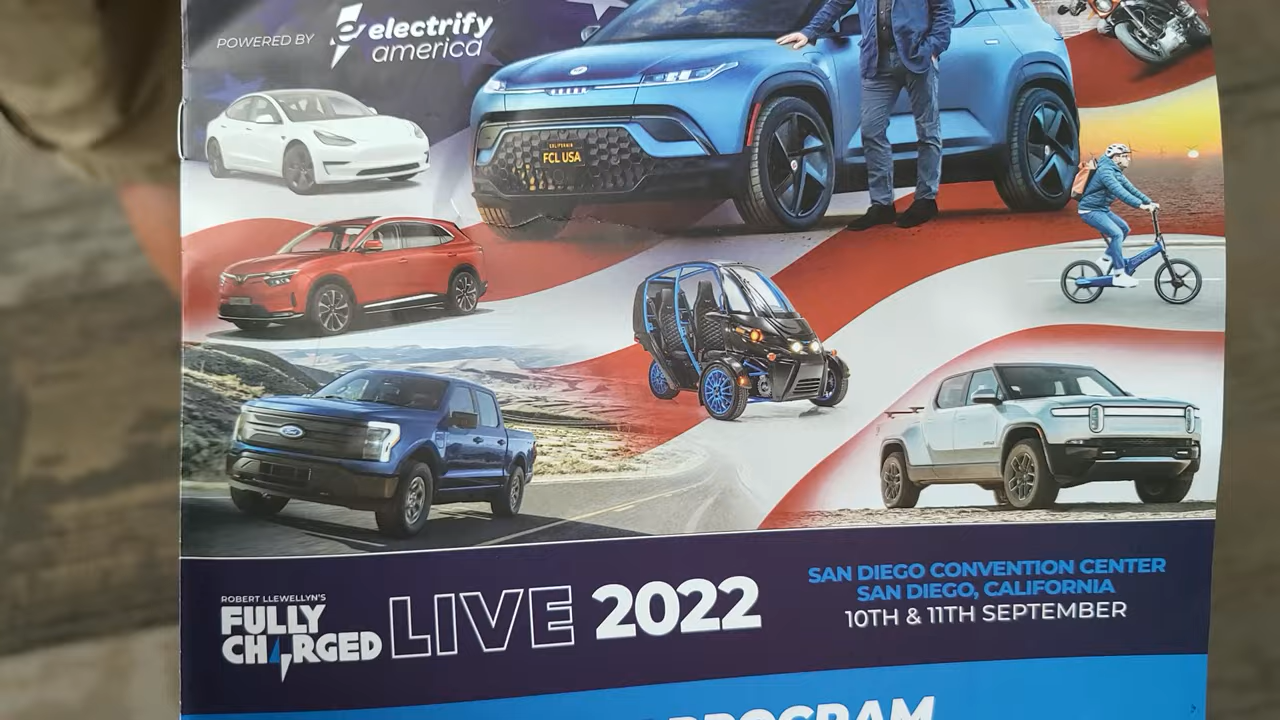 POWERED BY electrify
america
CALIFORNIA
FCL USA
ROBERT LLEWELLYN'S
FULLY
CHARGED
LIVE 2022
SAN DIEGO CONVENTION CENTER
SAN DIEGO, CALIFORNIA
10TH & 11TH SEPTEMBER
PROGRAM